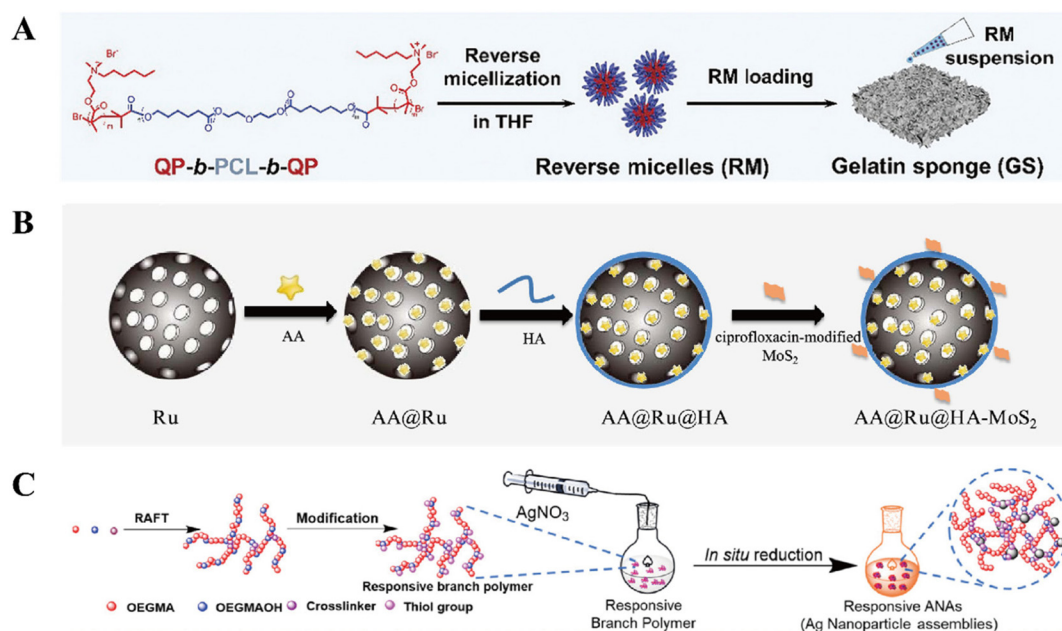 A
Reverse
micellization
in THF
RM loading
RM
suspension
QP-b-PCL-b-QP
Reverse micelles (RM)
Gelatin sponge (GS)
B
AA
HA
ciprofloxacin-modified
MoS₂
Ru
AA@Ru
AA@Ru@HA
AA@Ru@HA-MoS₂
C
AgNO₃
RAFT
Modification
In situ reduction
Responsive branch polymer
OEGMA
OEGMAOH
Crosslinker
Thiol group
Responsive
Branch Polymer
Responsive ANAs
(Ag Nanoparticle assemblies)